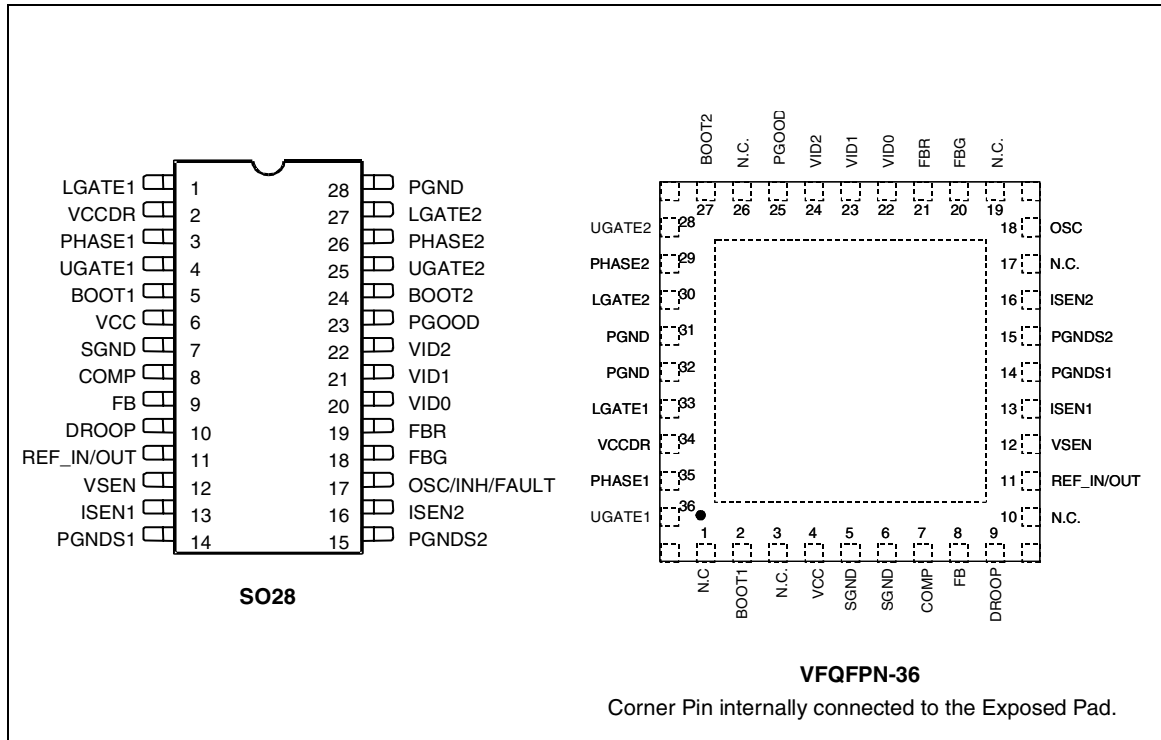 LGATE1 1 28 PGND
VCCDR 2 27 LGATE2
PHASE1 3 26 PHASE2
UGATE1 4 25 UGATE2
BOOT1 5 24 BOOT2
VCC 6 23 PGOOD
SGND 7 22 VID2
COMP 8 21 VID1
FB 9 20 VID0
DROOP 10 19 FBR
REF_IN/OUT 11 18 FBG
VSEN 12 17 OSC/INH/FAULT
ISEN1 13 16 ISEN2
PGNDS1 14 15 PGNDS2
SO28
BOOT2 N.C. PGOOD VID2 VID1 VID0 FBR FBG N.C.
27 26 25 24 23 22 21 20 19
UGATE2 28 18 OSC
PHASE2 29 17 N.C.
LGATE2 30 16 ISEN2
PGND 31 15 PGNDS2
PGND 32 14 PGNDS1
LGATE1 33 13 ISEN1
VCCDR 34 12 VSEN
PHASE1 35 11 REF_IN/OUT
UGATE1 36 10 N.C.
1 2 3 4 5 6 7 8 9
N.C BOOT1 N.C. VCC SGND SGND COMP FB DROOP
VFQFPN-36
Corner Pin internally connected to the Exposed Pad.